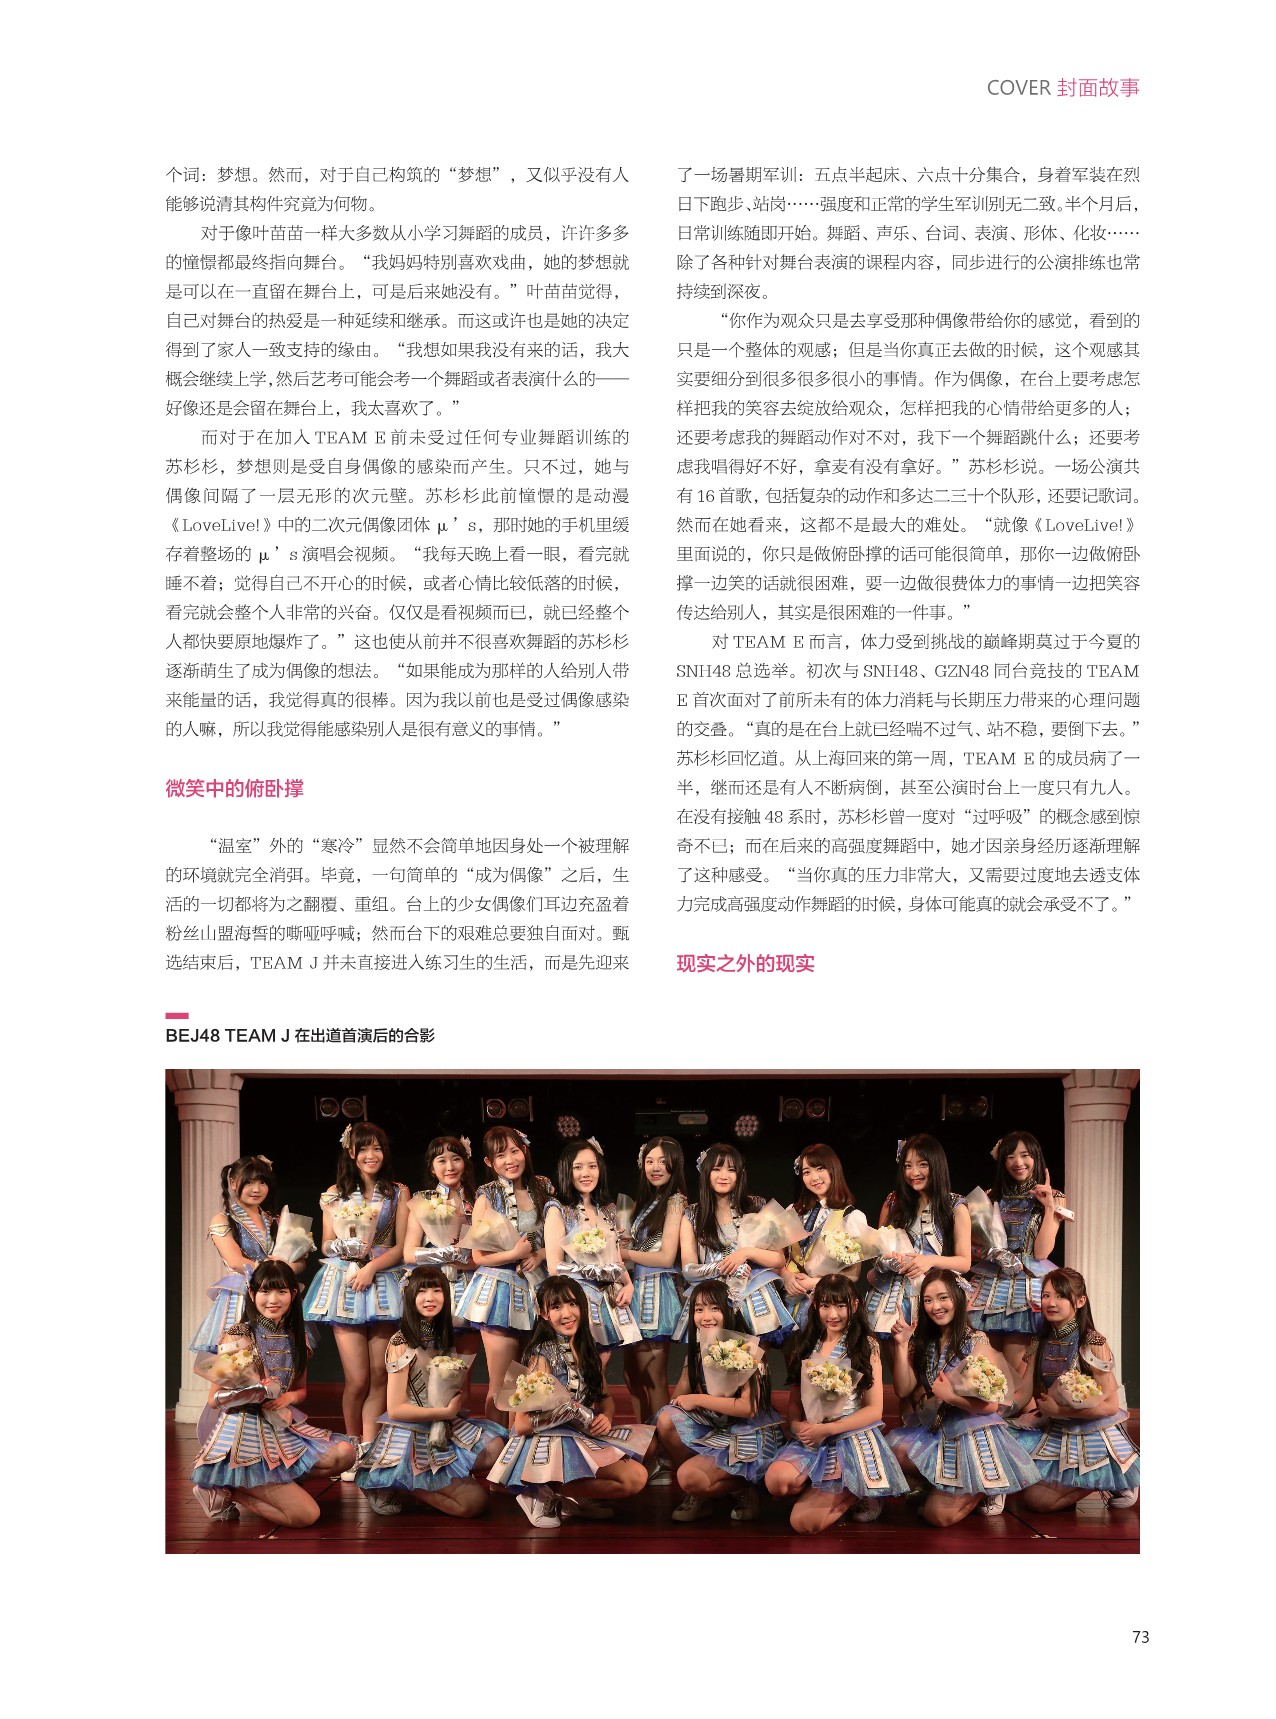 COVER 封面故事
个词：梦想。然而，对于自己构筑的“梦想”，又似乎没有人
能够说清其构件究竟为何物。
对于像叶苗苗一样大多数从小学习舞蹈的成员，许许多多
的憧憬都最终指向舞台。“我妈妈特别喜欢戏曲，她的梦想就
是可以在一直留在舞台上，可是后来她没有。”叶苗苗觉得，
自己对舞台的热爱是一种延续和继承。而这或许也是她的决定
得到了家人一致支持的缘由。“我想如果我没有来的话，我大
概会继续上学，然后艺考可能会考一个舞蹈或者表演什么的——
好像还是会留在舞台上，我太喜欢了。”
而对于在加入 TEAM E 前未受过任何专业舞蹈训练的
苏杉杉，梦想则是受自身偶像的感染而产生。只不过，她与
偶像间隔了一层无形的次元壁。苏杉杉此前憧憬的是动漫
《LoveLive!》中的二次元偶像团体 μ’s，那时她的手机里缓
存着整场的 μ’s 演唱会视频。“我每天晚上看一眼，看完就
睡不着；觉得自己不开心的时候，或者心情比较低落的时候，
看完就会整个人非常的兴奋。仅仅是看视频而已，就已经整个
人都快要原地爆炸了。”这也使从前并不很喜欢舞蹈的苏杉杉
逐渐萌生了成为偶像的想法。“如果能成为那样的人给别人带
来能量的话，我觉得真的很棒。因为我以前也是受过偶像感染
的人嘛，所以我觉得能感染别人是很有意义的事情。”
微笑中的俯卧撑
“温室”外的“寒冷”显然不会简单地因身处一个被理解
的环境就完全消弭。毕竟，一句简单的“成为偶像”之后，生
活的一切都将为之翻覆、重组。台上的少女偶像们耳边充盈着
粉丝山盟海誓的嘶哑呼喊；然而台下的艰难总要独自面对。甄
选结束后，TEAM J 并未直接进入练习生的生活，而是先迎来
了一场暑期军训：五点半起床、六点十分集合，身着军装在烈
日下跑步、站岗……强度和正常的学生军训别无二致。半个月后，
日常训练随即开始。舞蹈、声乐、台词、表演、形体、化妆……
除了各种针对舞台表演的课程内容，同步进行的公演排练也常
持续到深夜。
“你作为观众只是去享受那种偶像带给你的感觉，看到的
只是一个整体的观感；但是当你真正去做的时候，这个观感其
实要细分到很多很多很小的事情。作为偶像，在台上要考虑怎
样把我的笑容去绽放给观众，怎样把我的心情带给更多的人；
还要考虑我的舞蹈动作对不对，我下一个舞蹈跳什么；还要考
虑我唱得好不好，拿麦有没有拿好。”苏杉杉说。一场公演共
有 16 首歌，包括复杂的动作和多达二三十个队形，还要记歌词。
然而在她看来，这都不是最大的难处。“就像《LoveLive!》
里面说的，你只是做俯卧撑的话可能很简单，那你一边做俯卧
撑一边笑的话就很困难，要一边做很费体力的事情一边把笑容
传达给别人，其实是很困难的一件事。”
对 TEAM E 而言，体力受到挑战的巅峰期莫过于今夏的
SNH48 总选举。初次与 SNH48、GZN48 同台竞技的 TEAM
E 首次面对了前所未有的体力消耗与长期压力带来的心理问题
的交叠。“真的是在台上就已经喘不过气、站不稳，要倒下去。”
苏杉杉回忆道。从上海回来的第一周，TEAM E 的成员病了一
半，继而还是有人不断病倒，甚至公演时台上一度只有九人。
在没有接触 48 系时，苏杉杉曾一度对“过呼吸”的概念感到惊
奇不已；而在后来的高强度舞蹈中，她才因亲身经历逐渐理解
了这种感受。“当你真的压力非常大，又需要过度地去透支体
力完成高强度动作舞蹈的时候，身体可能真的就会承受不了。”
现实之外的现实
BEJ48 TEAM J 在出道首演后的合影
73